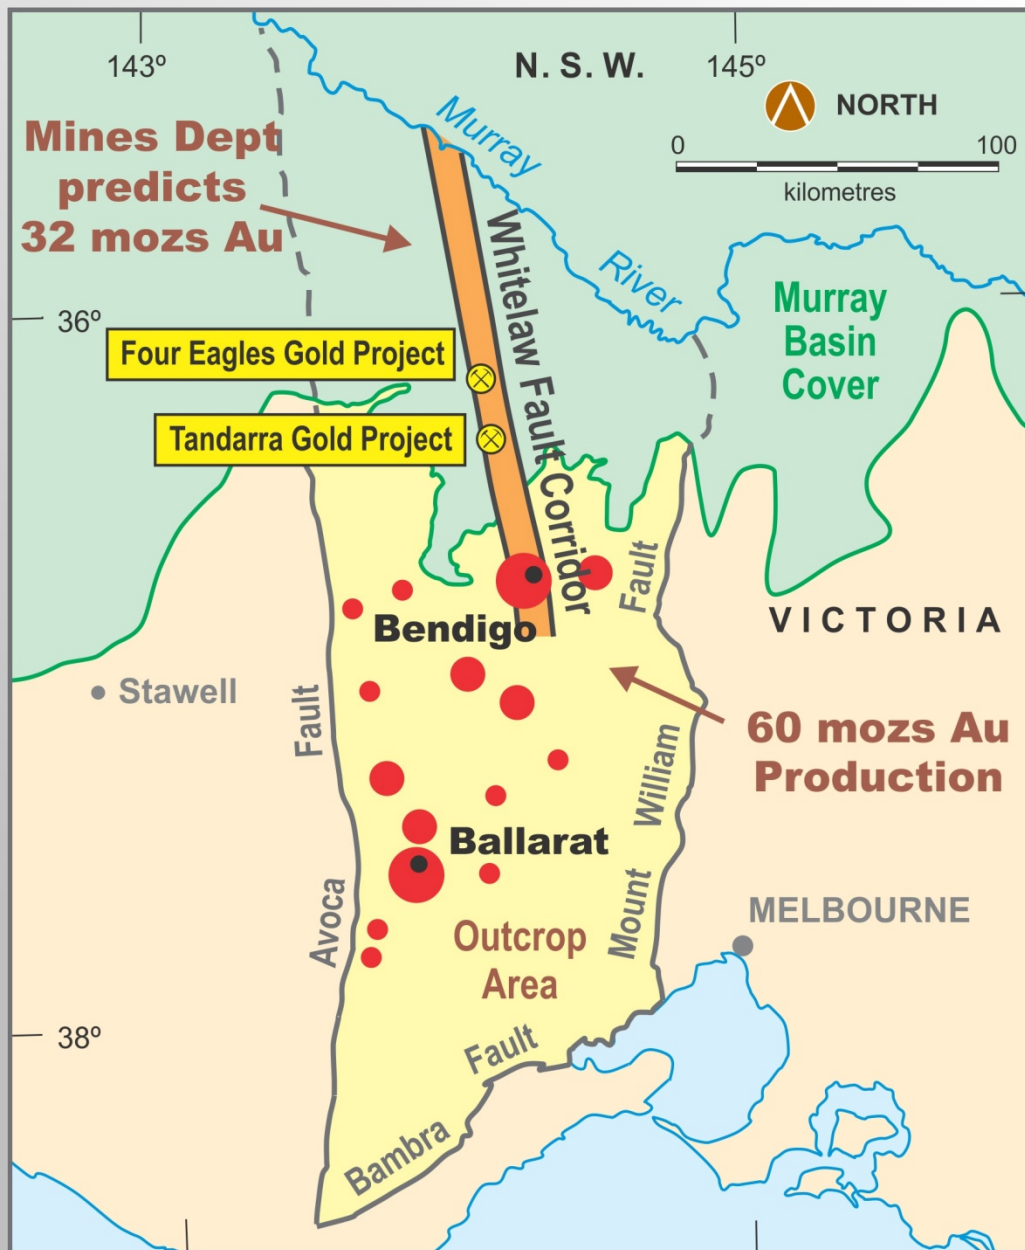 143º
N. S. W.
145º
NORTH
0
100
kilometres
Mines Dept
predicts
32 mozs Au
Murray
River
36º
Murray
Basin
Cover
Four Eagles Gold Project
Tandarra Gold Project
Whitelaw Fault Corridor
Bendigo
VICTORIA
Stawell
60 mozs Au
Production
Ballarat
MELBOURNE
Outcrop
Area
Avoca Fault
Mount William Fault
38º
Bambra Fault